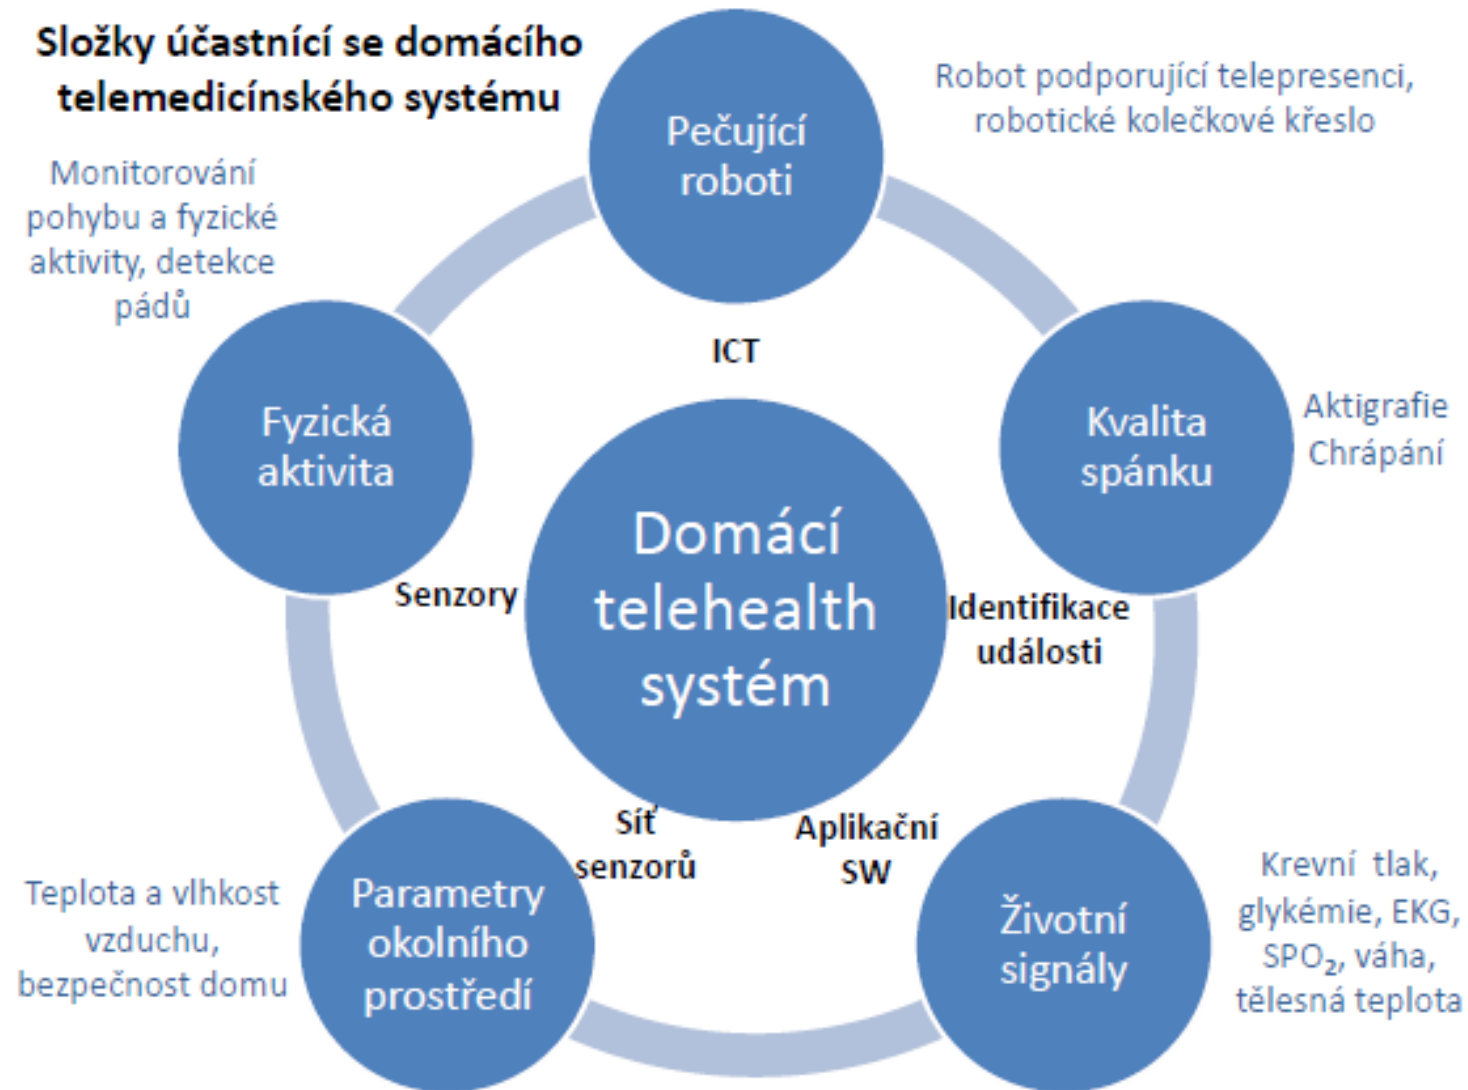 Složky účastnící se domácího
telemedicínského systému
Pečující
roboti
Robot podporující telepresenci,
robotické kolečkové křeslo
Monitorování
pohybu a fyzické
aktivity, detekce
pádů
ICT
Fyzická
aktivita
Kvalita
spánku
Aktigrafie
Chrápání
Domácí
telehealth
systém
Senzory
Identifikace
události
Síť
senzorů
Aplikační
SW
Teplota a vlhkost
vzduchu,
bezpečnost domu
Parametry
okolního
prostředí
Životní
signály
Krevní tlak,
glykémie, EKG,
SPO₂, váha,
tělesná teplota